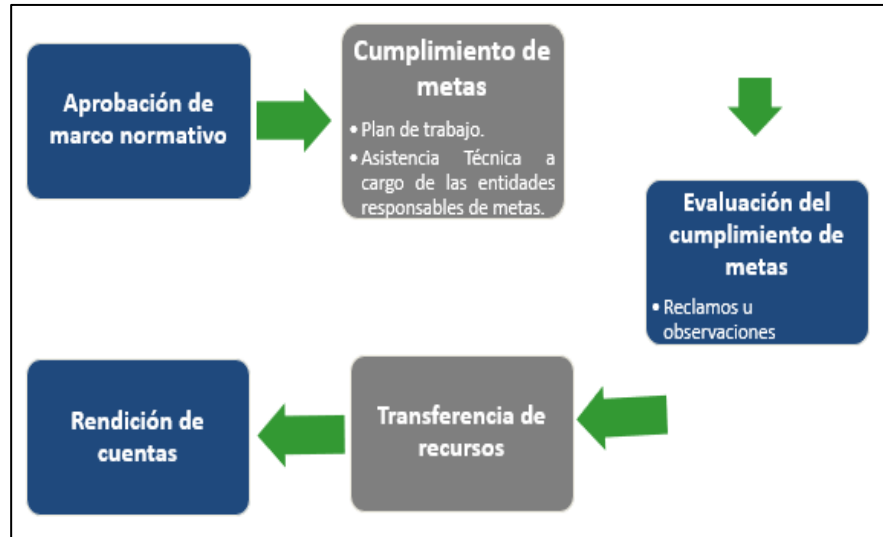 Aprobación de
marco normativo
Cumplimiento de
metas
• Plan de trabajo.
• Asistencia Técnica a
cargo de las entidades
responsables de metas.
Evaluación del
cumplimiento de
metas
• Reclamos u
observaciones
Transferencia de
recursos
Rendición de
cuentas